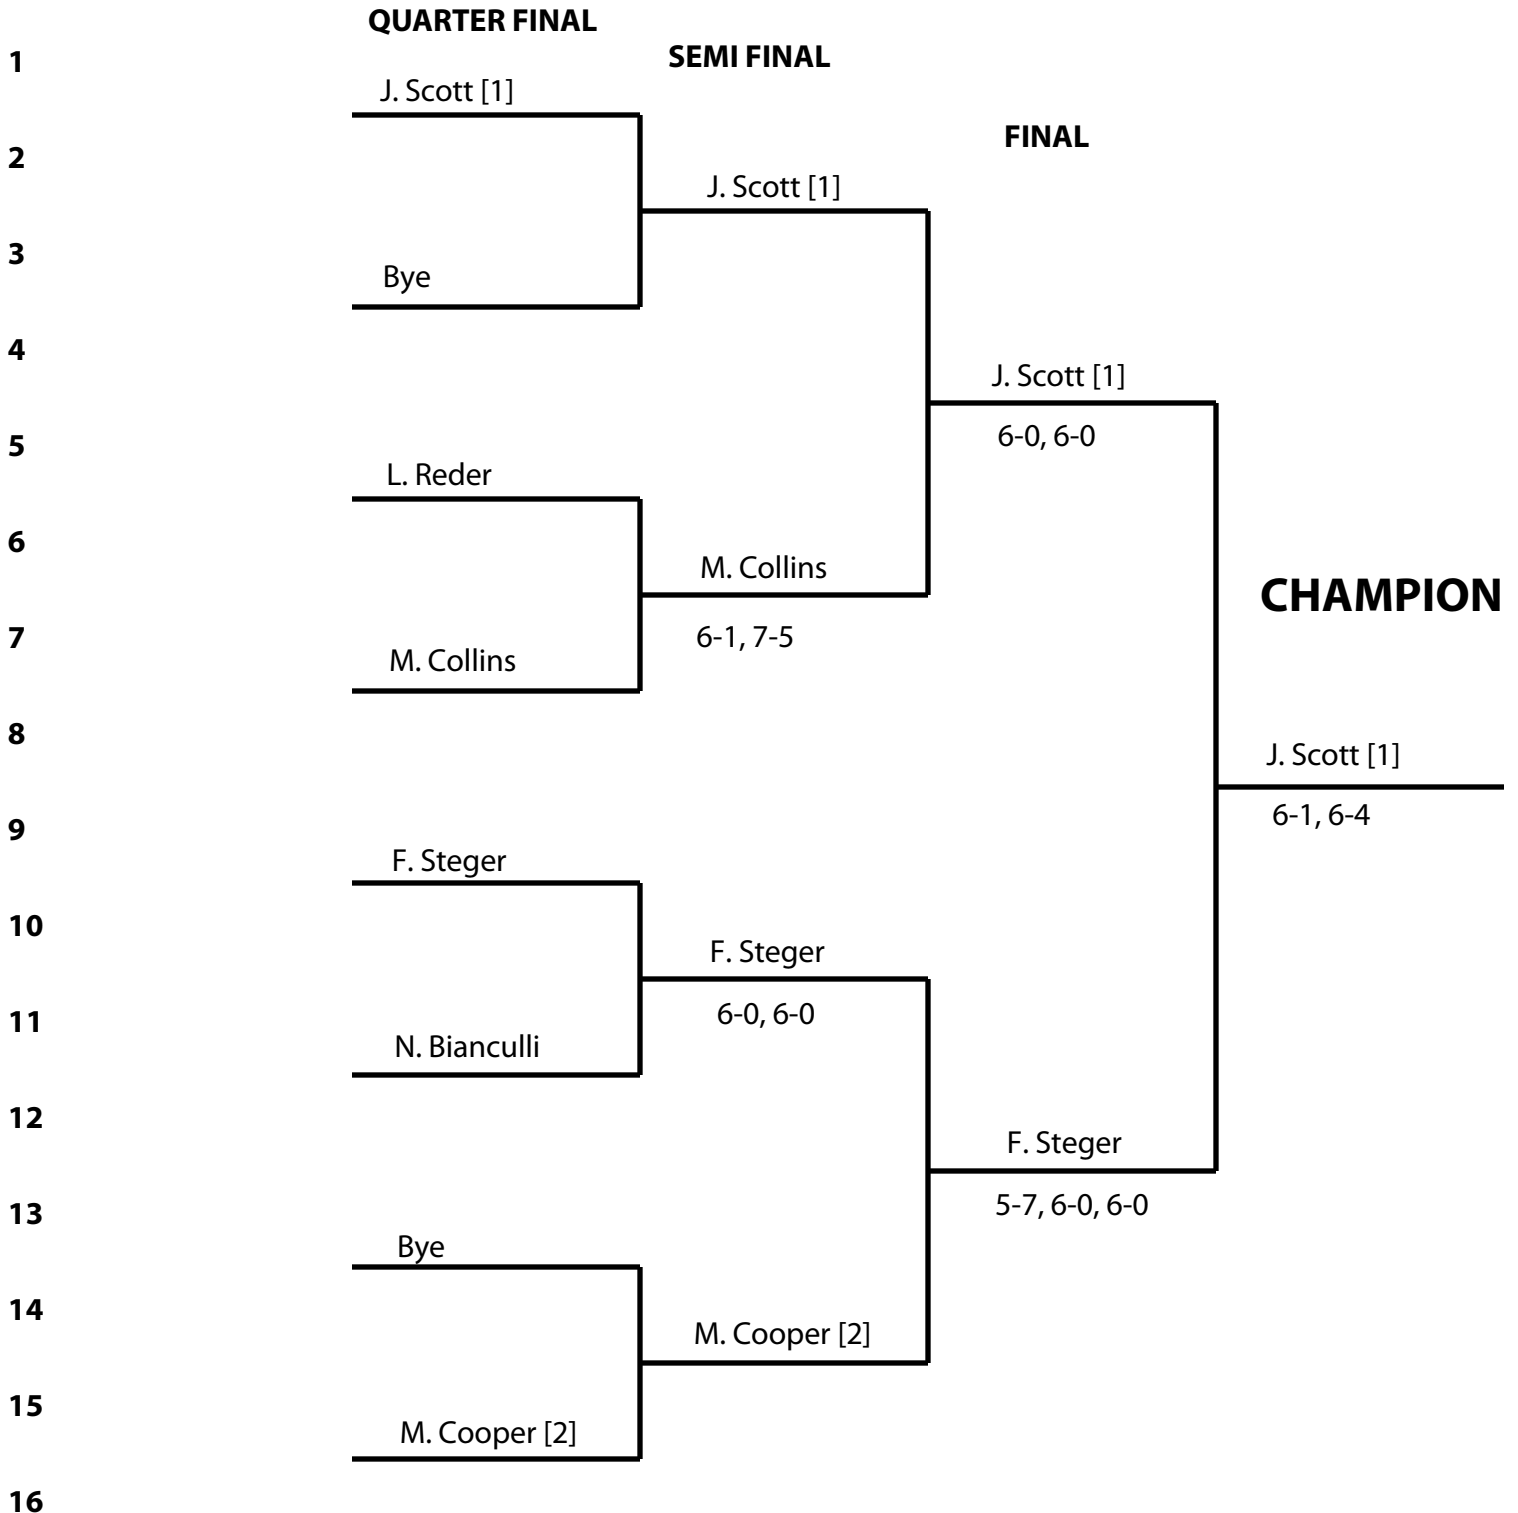 QUARTER FINAL
SEMI FINAL
1
J. Scott [1]
FINAL
2
J. Scott [1]
3
Bye
4
J. Scott [1]
6-0, 6-0
5
L. Reder
6
M. Collins
CHAMPION
7
6-1, 7-5
M. Collins
8
J. Scott [1]
6-1, 6-4
9
F. Steger
10
F. Steger
6-0, 6-0
11
N. Bianculli
12
F. Steger
5-7, 6-0, 6-0
13
Bye
14
M. Cooper [2]
15
M. Cooper [2]
16